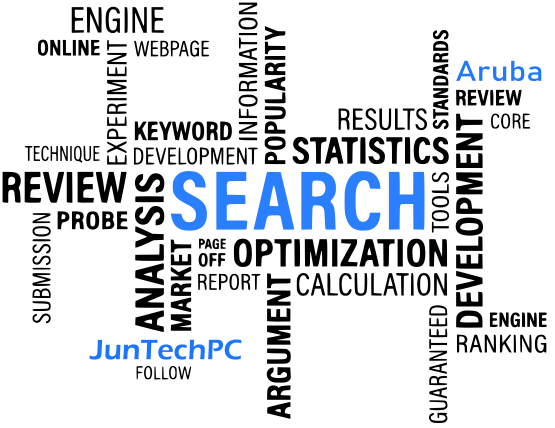 ENGINE
ONLINE
WEBPAGE
EXPERIMENT
INFORMATION
POPULARITY
STANDARDS
Aruba
REVIEW
CORE
KEYWORD
RESULTS
TECHNIQUE
DEVELOPMENT
STATISTICS
REVIEW
ANALYSIS
SEARCH
TOOLS
DEVELOPMENT
SUBMISSION
PROBE
MARKET
PAGE
OFF
OPTIMIZATION
REPORT
CALCULATION
ARGUMENT
GUARANTEED
ENGINE
RANKING
JunTechPC
FOLLOW